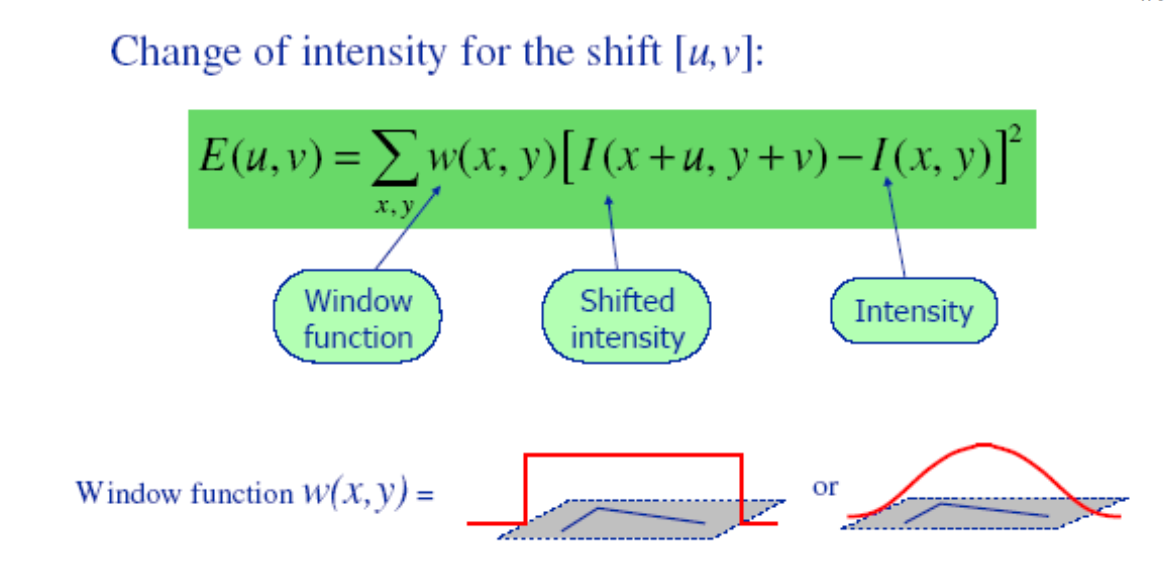 Change of intensity for the shift [u,v]:
E(u, v) = ∑ w(x, y)[I(x + u, y + v) − I(x, y)]²
x, y
Window
function
Shifted
intensity
Intensity
Window function w(x, y) =
or